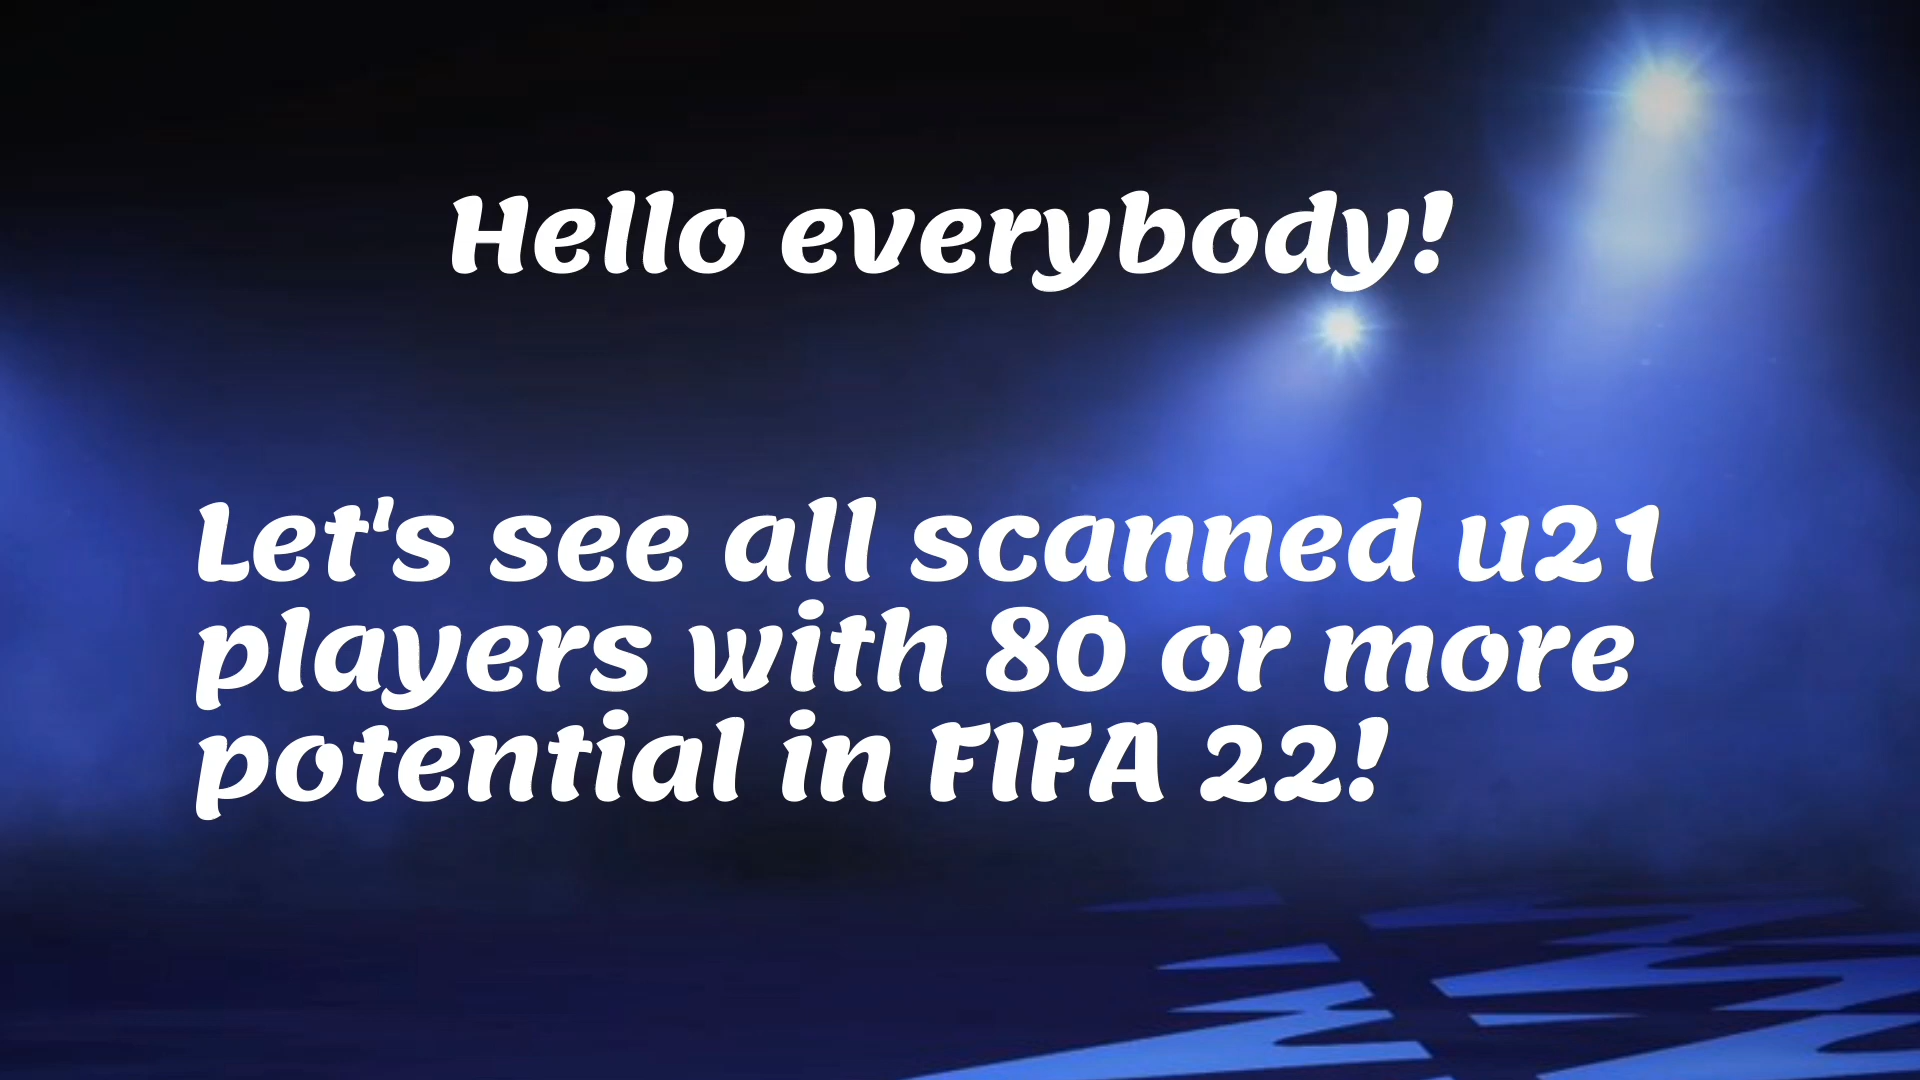 Hello everybody!
Let's see all scanned u21
players with 80 or more
potential in FIFA 22!